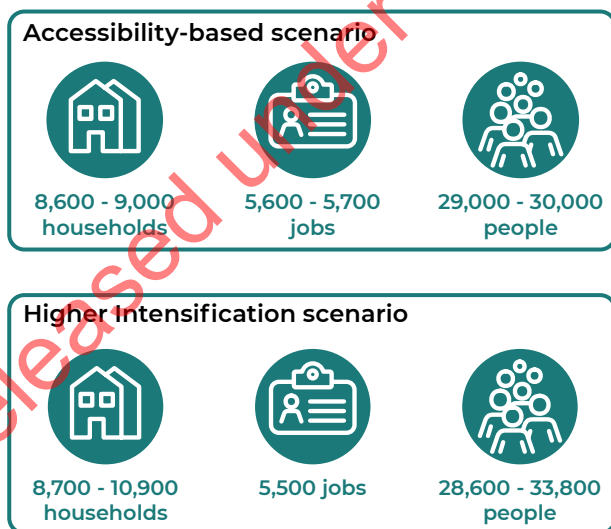 Accessibility-based scenario
8,600 - 9,000
households
5,600 - 5,700
jobs
29,000 - 30,000
people
Higher Intensification scenario
8,700 - 10,900
households
5,500 jobs
28,600 - 33,800
people
released under